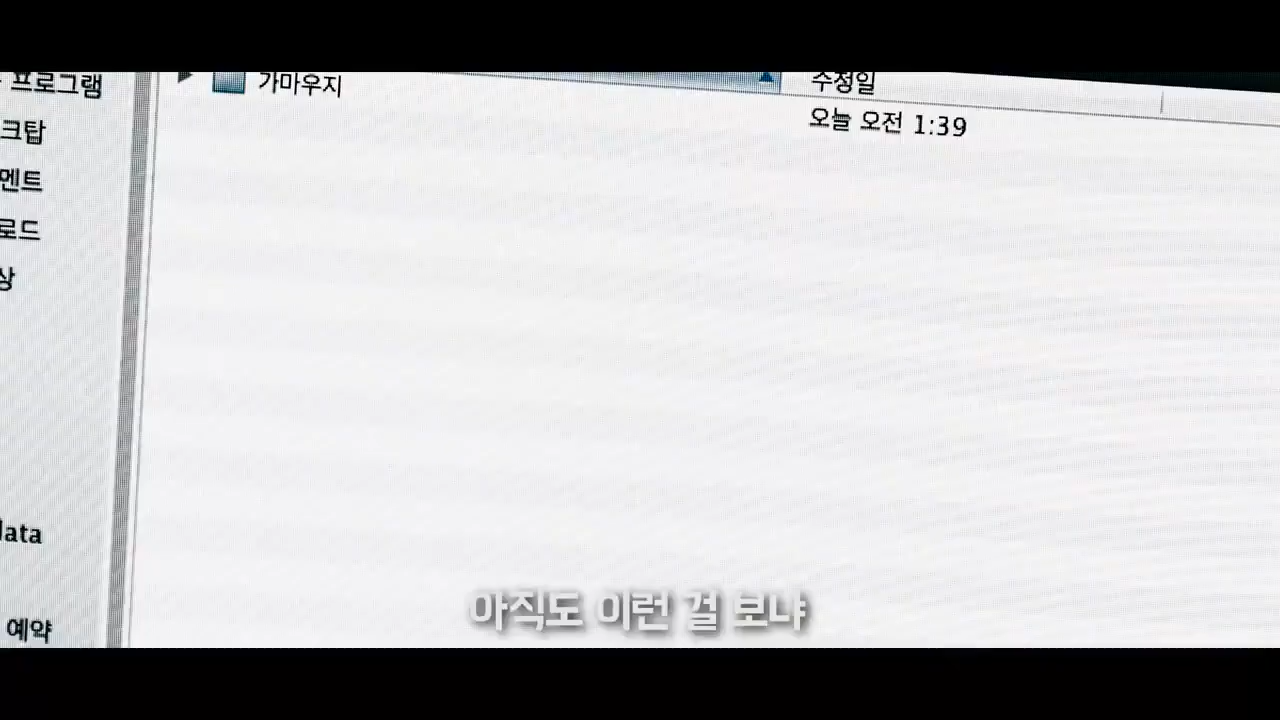 프로그램
가마우지
수정일
오늘 오전 1:39
크탑
멘트
로드
상
data
예약
아직도 이런 걸 보냐